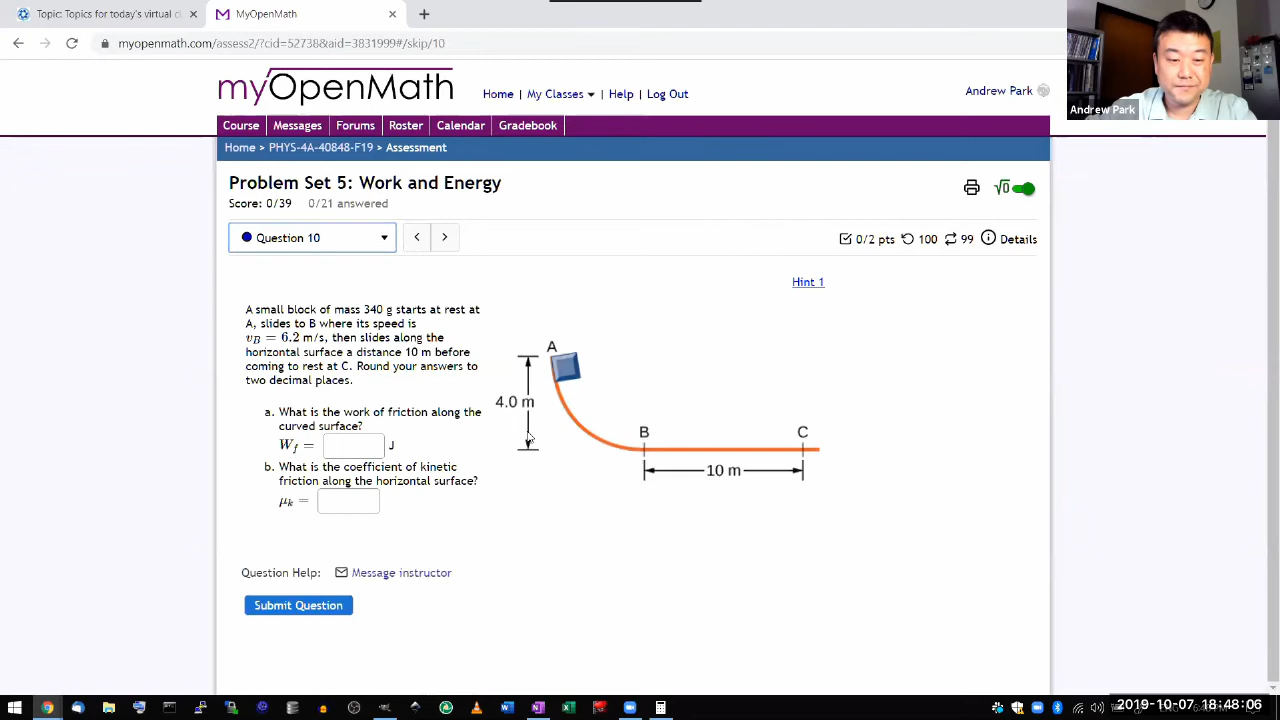 Topic: Topics for today's virtual cl
MyOpenMath
myopenmath.com/assess2/?cid=52738&aid=3831999#/skip/10
myOpenMath
Home | My Classes | Help | Log Out
Andrew Park
Andrew Park
Course Messages Forums Roster Calendar Gradebook
Home > PHYS-4A-40848-F19 > Assessment
Problem Set 5: Work and Energy
Score: 0/39 0/21 answered
√0
Question 10
0/2 pts 100 99 Details
Hint 1
A small block of mass 340 g starts at rest at
A, slides to B where its speed is
v_B = 6.2 m/s, then slides along the
horizontal surface a distance 10 m before
coming to rest at C. Round your answers to
two decimal places.
a. What is the work of friction along the
curved surface?
W_f = J
b. What is the coefficient of kinetic
friction along the horizontal surface?
μ_k =
A
4.0 m
B
C
10 m
Question Help: Message instructor
Submit Question
2019-10-07 18:48:06